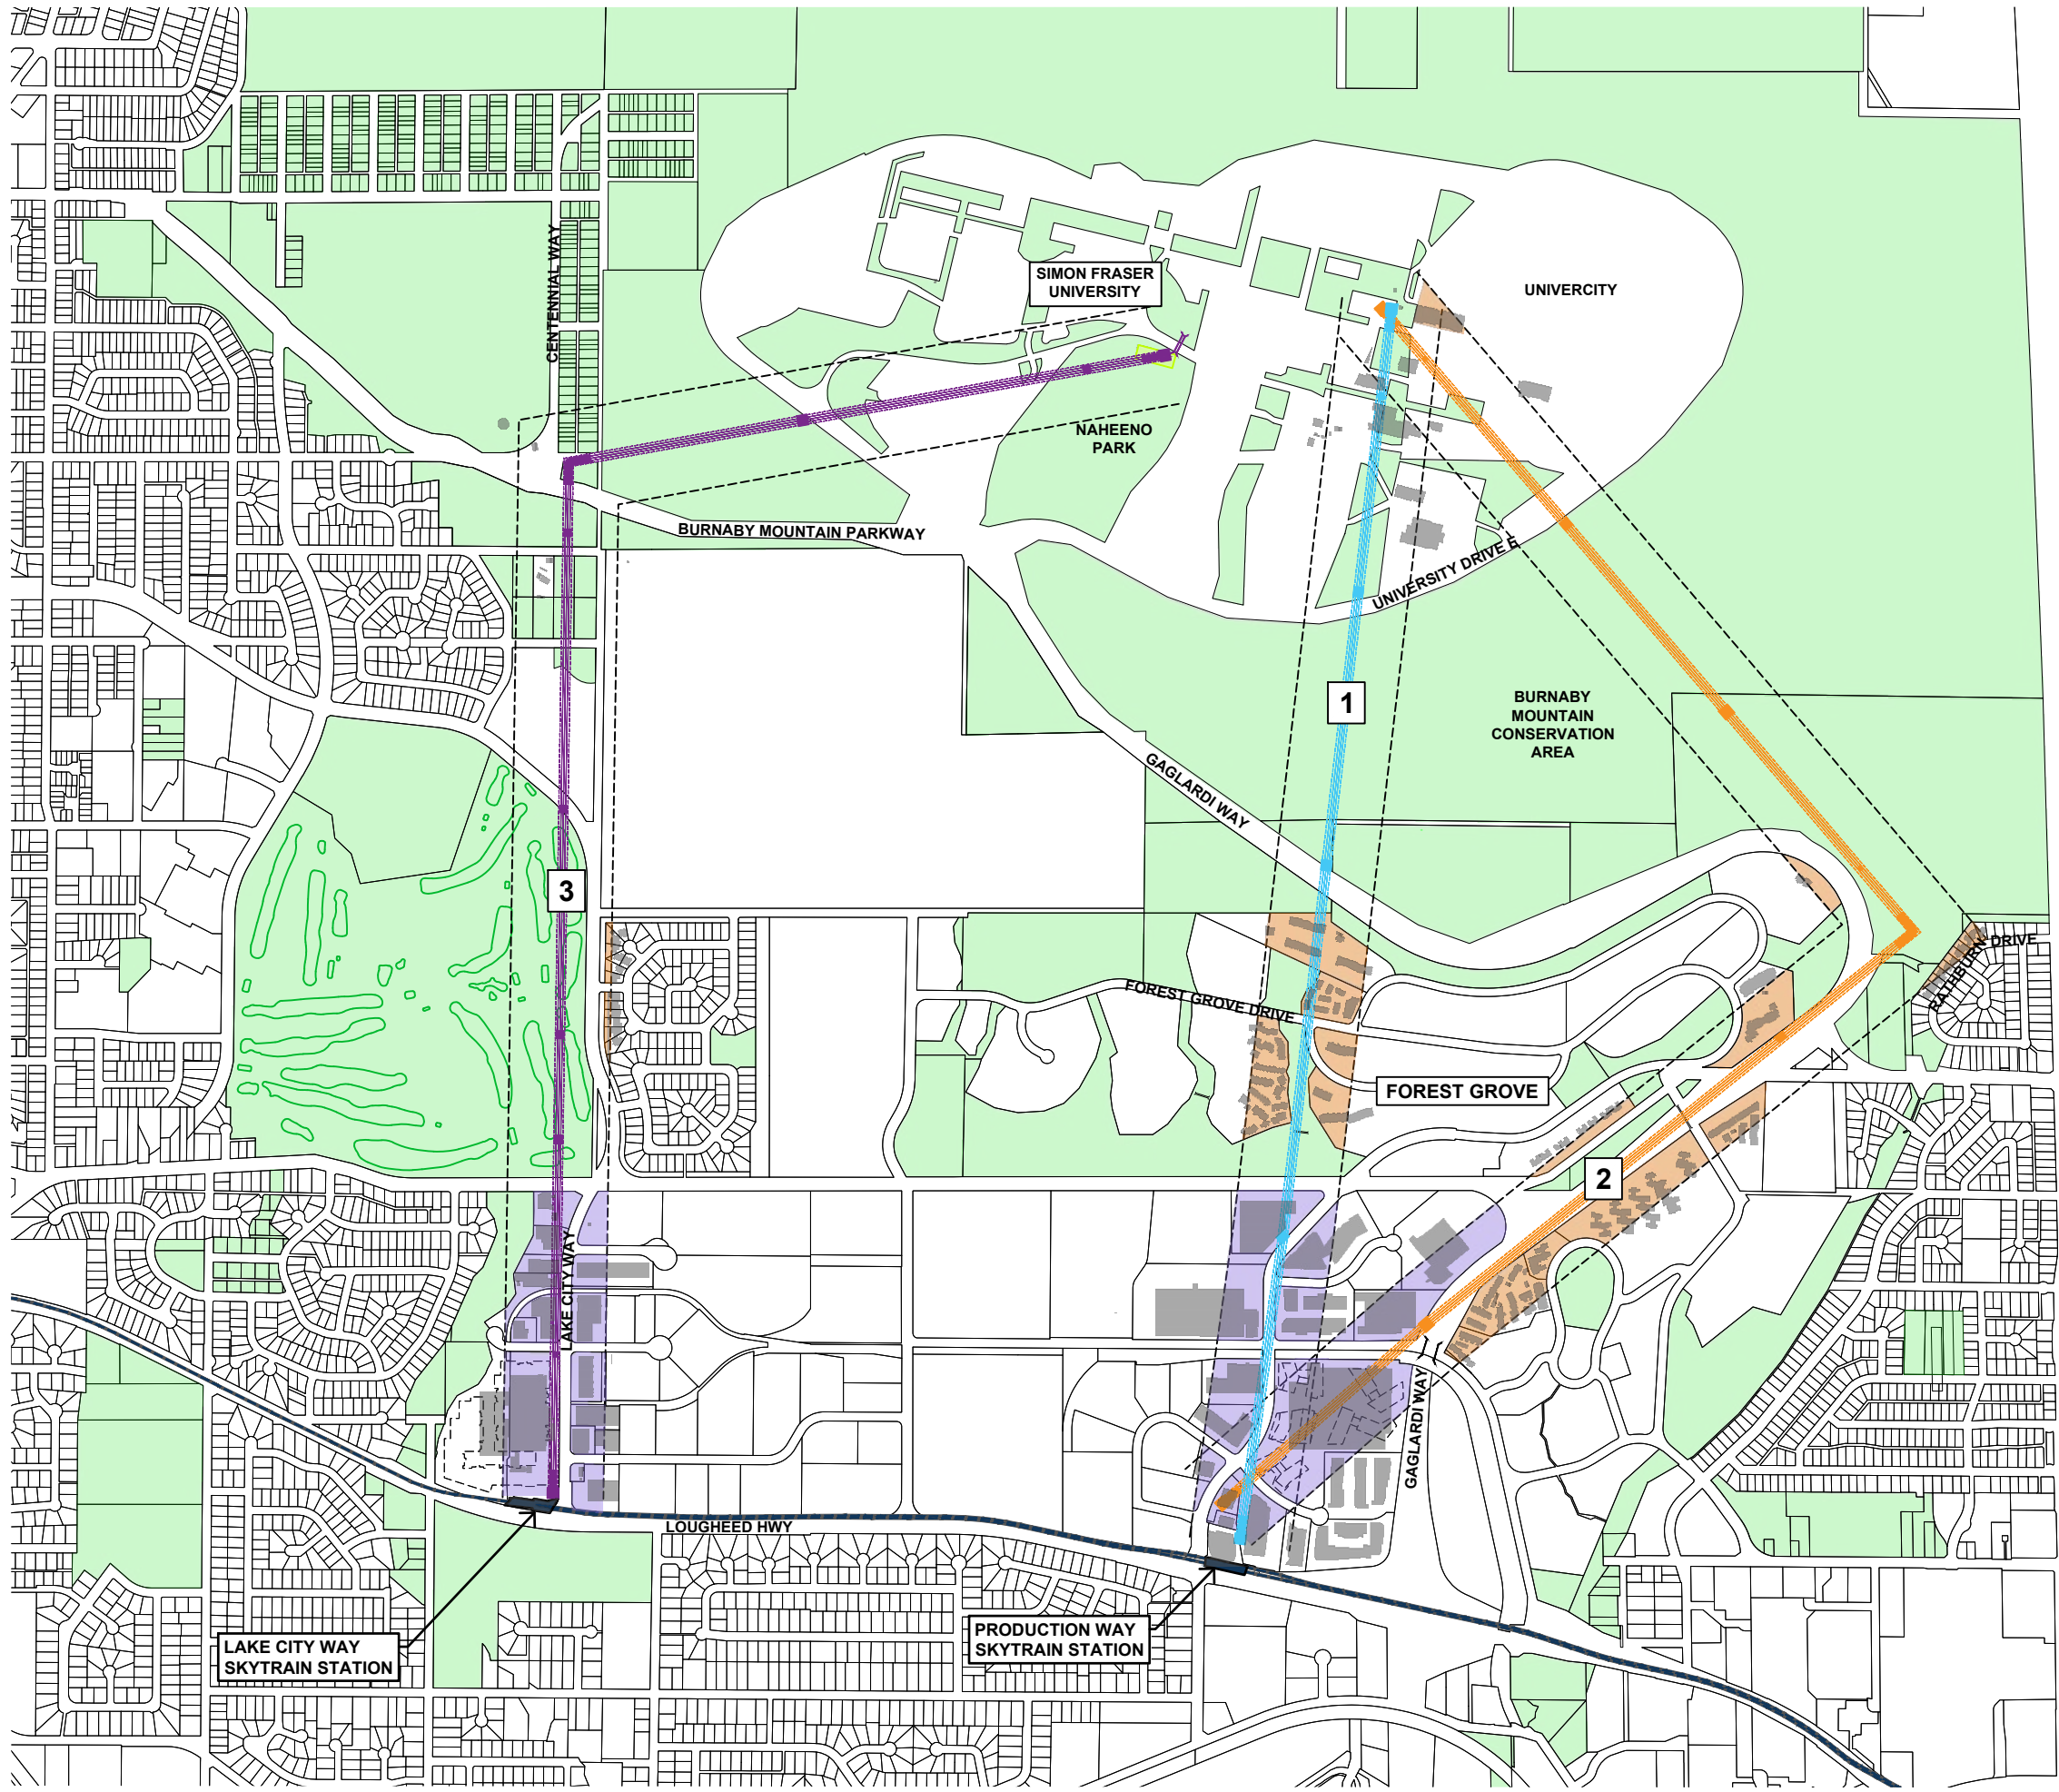 CENTENNIAL WAY
SIMON FRASER
UNIVERSITY
UNIVERCITY
NAHEENO
PARK
BURNABY MOUNTAIN PARKWAY
UNIVERSITY DRIVE E
1
BURNABY
MOUNTAIN
CONSERVATION
AREA
GAGLARDI WAY
3
RATHBURN DRIVE
FOREST GROVE DRIVE
FOREST GROVE
2
LAKE CITY WAY
GAGLARDI WAY
LOUGHEED HWY
LAKE CITY WAY
SKYTRAIN STATION
PRODUCTION WAY
SKYTRAIN STATION